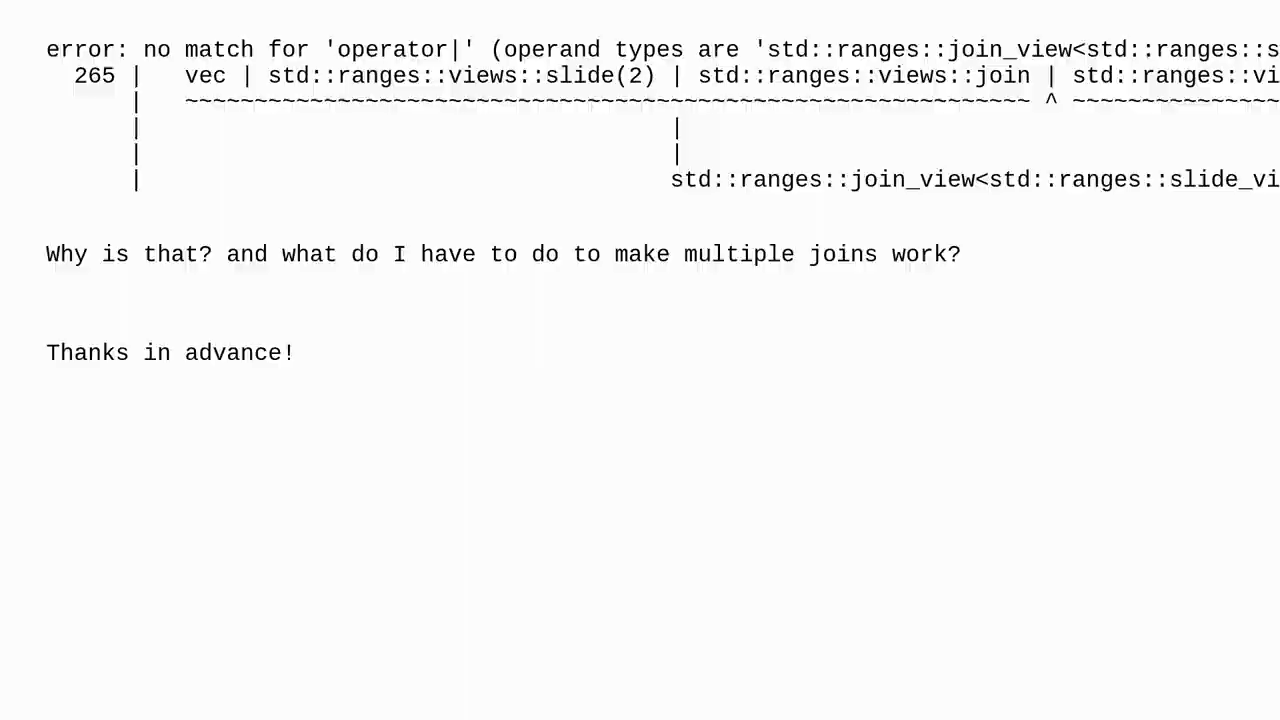 error: no match for 'operator|' (operand types are 'std::ranges::join_view<std::ranges::s
  265 |   vec | std::ranges::views::slide(2) | std::ranges::views::join | std::ranges::vi
      |   ~~~~~~~~~~~~~~~~~~~~~~~~~~~~~~~~~~~~~~~~~~~~~~~~~~~~~~~~~~~~~ ^ ~~~~~~~~~~~~~~~
      |                                      |
      |                                      |
      |                                      std::ranges::join_view<std::ranges::slide_vi
Why is that? and what do I have to do to make multiple joins work?
Thanks in advance!